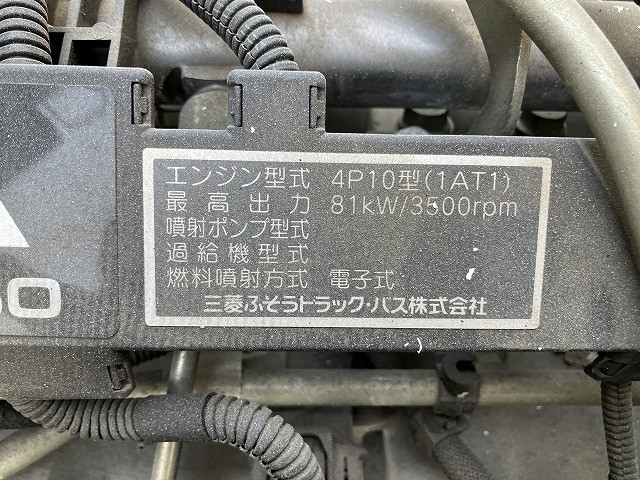 エンジン型式 4P10型(1AT1)
最高出力 81kW/3500rpm
噴射ポンプ型式
過給機型式
燃料噴射方式 電子式
三菱ふそうトラック・バス株式会社